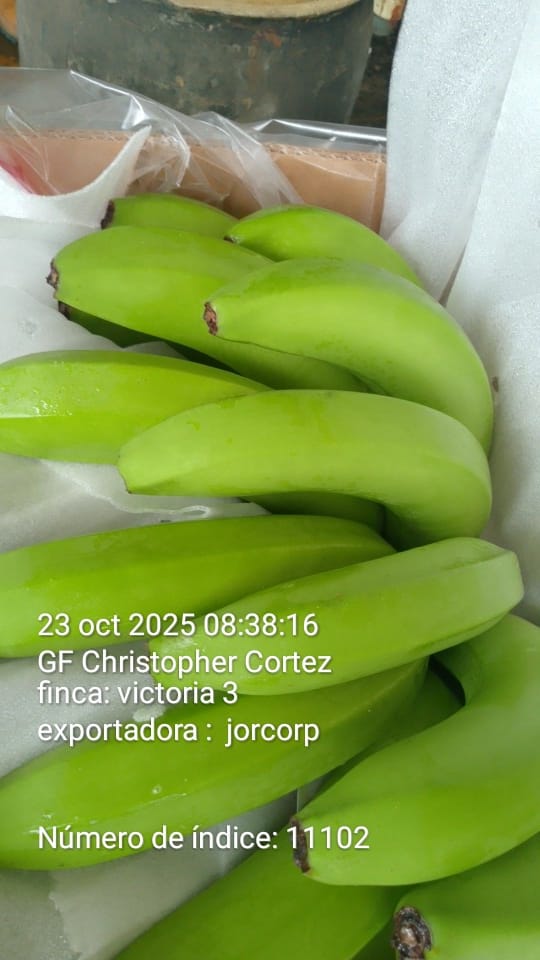 23 oct 2025 08:38:16
GF Christopher Cortez
finca: victoria 3
exportadora :  jorcorp
Número de índice: 11102